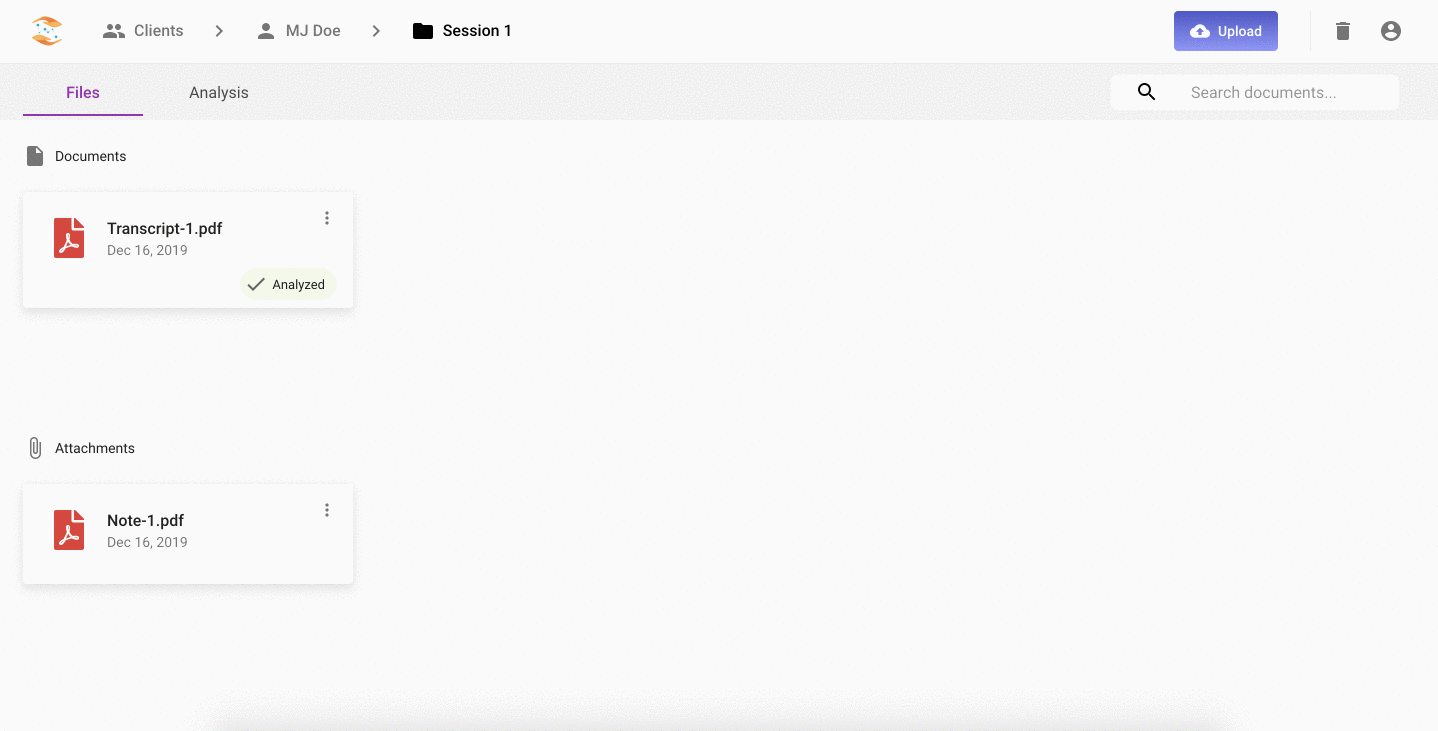 Clients > MJ Doe > Session 1
Upload
Files
Analysis
Search documents...
Documents
Transcript-1.pdf
Dec 16, 2019
Analyzed
Attachments
Note-1.pdf
Dec 16, 2019